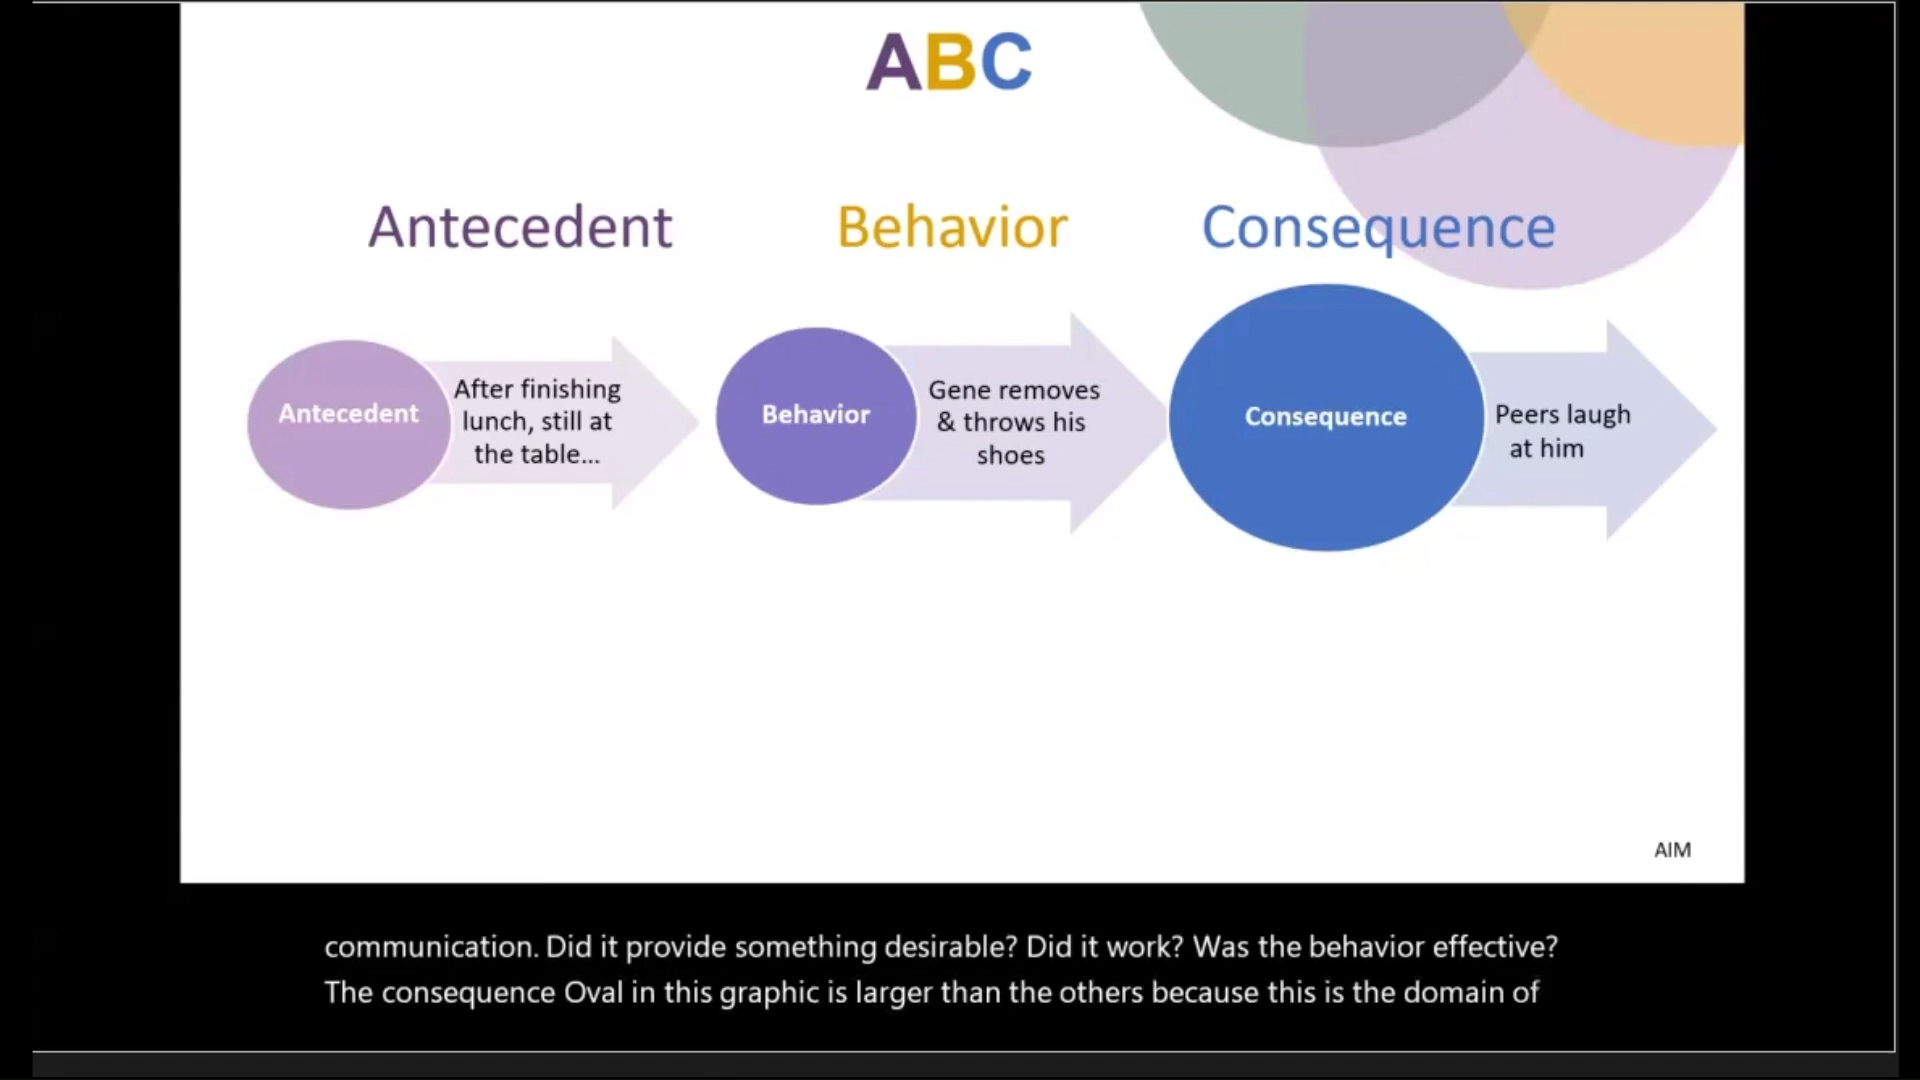 ABC
Antecedent
Behavior
Consequence
Antecedent
After finishing
lunch, still at
the table...
Behavior
Gene removes
& throws his
shoes
Consequence
Peers laugh
at him
AIM
communication. Did it provide something desirable? Did it work? Was the behavior effective?
The consequence Oval in this graphic is larger than the others because this is the domain of